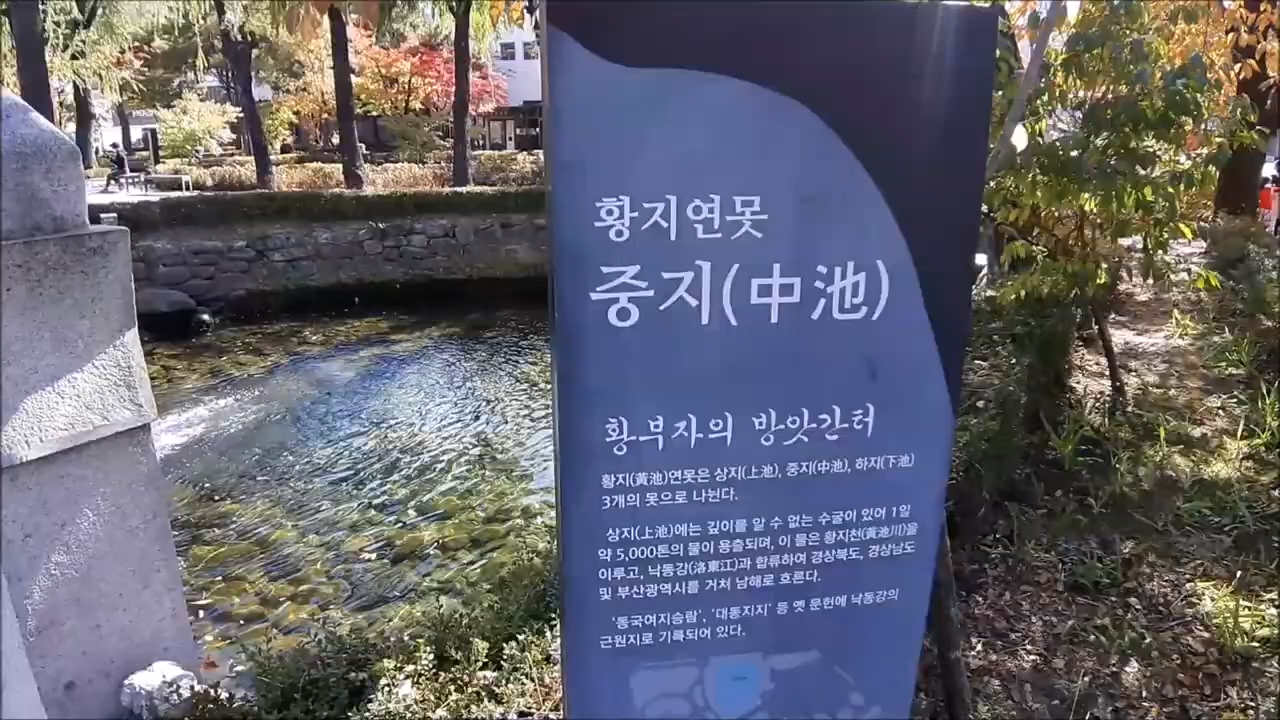 황지연못
중지(中池)
황부자의 방앗간터
황지(黃池)연못은 상지(上池), 중지(中池), 하지(下池)
3개의 못으로 나뉜다.
상지(上池)에는 깊이를 알 수 없는 수굴이 있어 1일
약 5,000톤의 물이 용출되며, 이 물은 황지천(黃池川)을
이루고, 낙동강(洛東江)과 합류하여 경상북도, 경상남도
및 부산광역시를 거쳐 남해로 흐른다.
'동국여지승람', '대동지지' 등 옛 문헌에 낙동강의
근원지로 기록되어 있다.